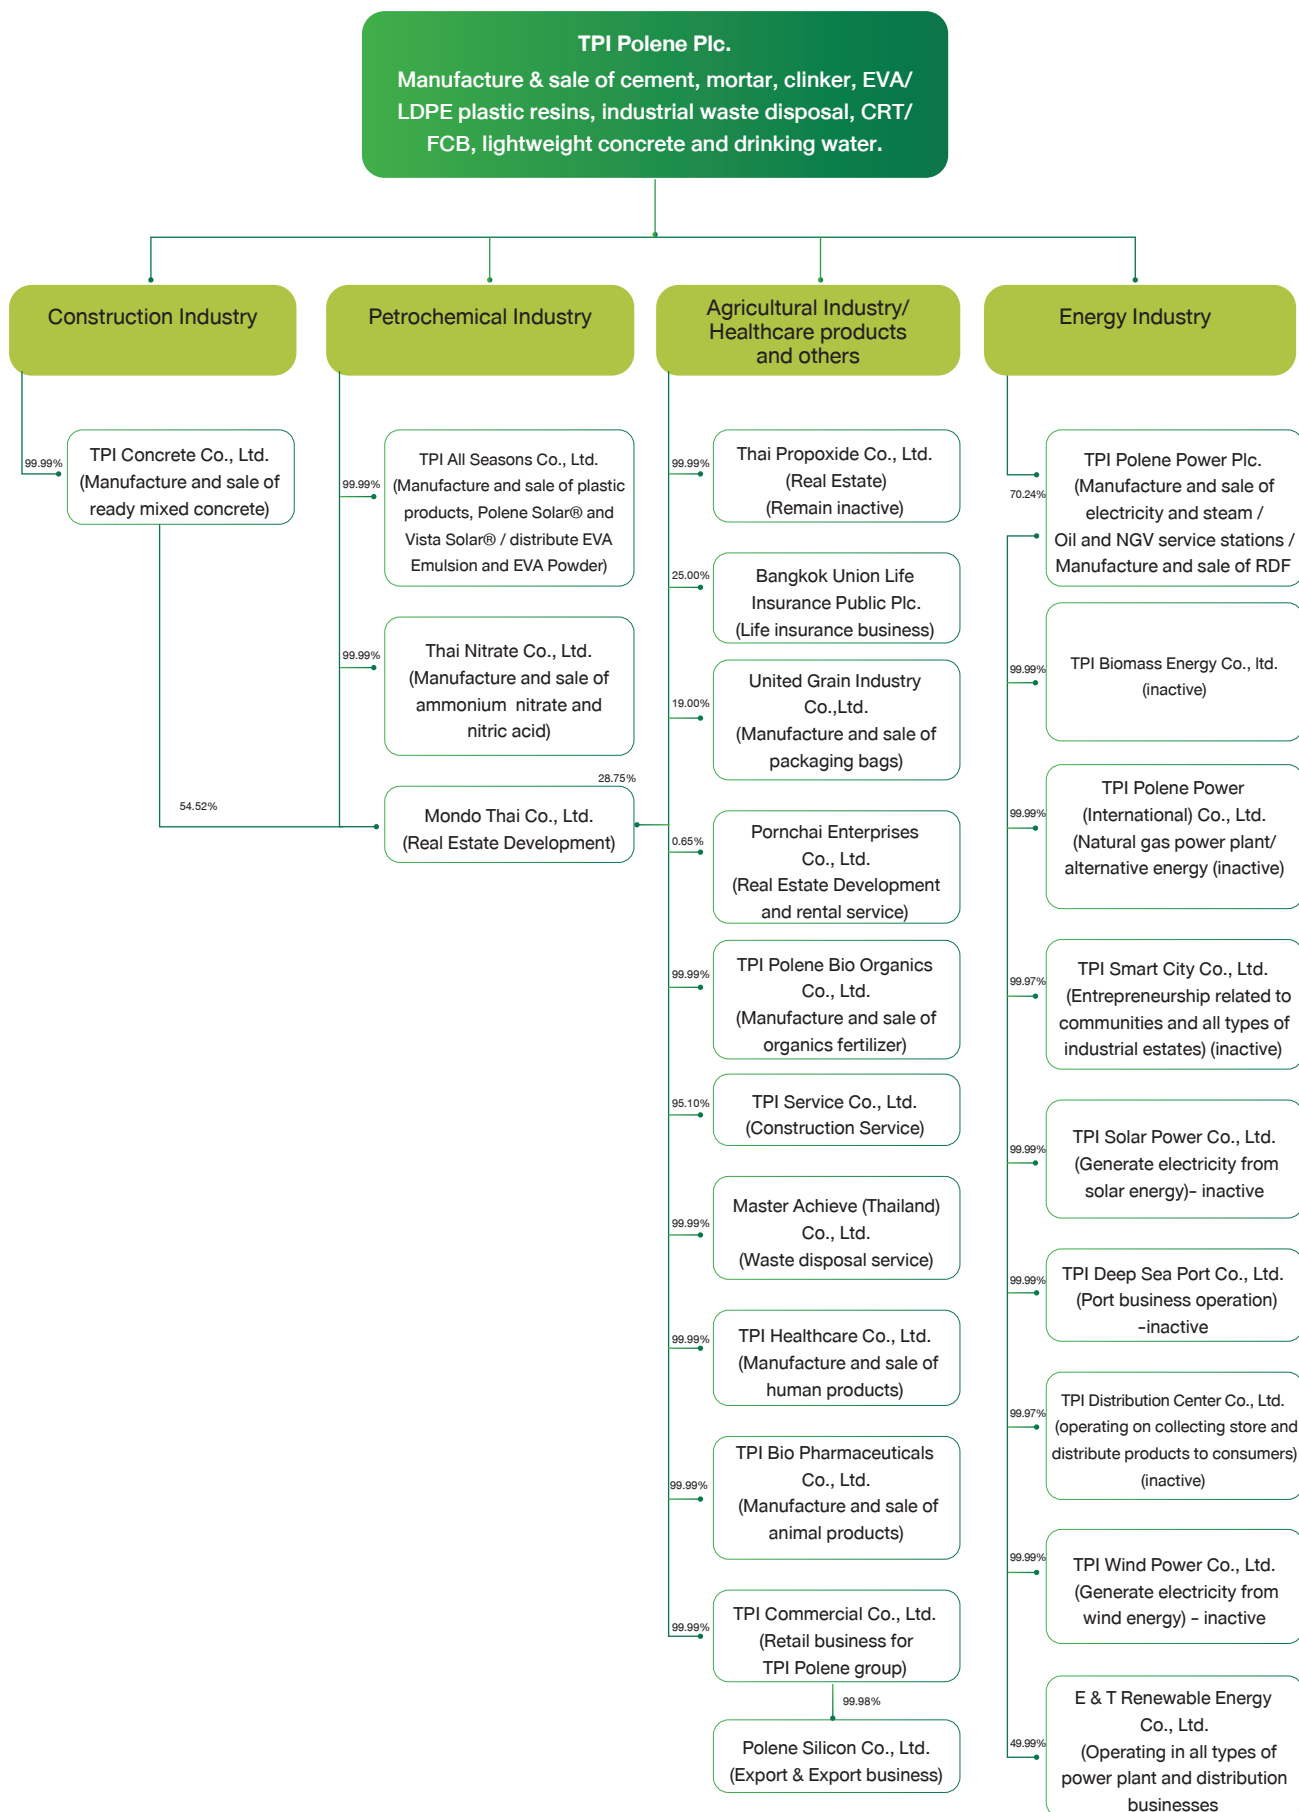 TPI Polene Plc.
Manufacture & sale of cement, mortar, clinker, EVA/
LDPE plastic resins, industrial waste disposal, CRT/
FCB, lightweight concrete and drinking water.
Construction Industry
99.99%
TPI Concrete Co., Ltd.
(Manufacture and sale of
ready mixed concrete)
54.52%
Petrochemical Industry
99.99%
TPI All Seasons Co., Ltd.
(Manufacture and sale of plastic
products, Polene Solar® and
Vista Solar® / distribute EVA
Emulsion and EVA Powder)
99.99%
Thai Nitrate Co., Ltd.
(Manufacture and sale of
ammonium nitrate and
nitric acid)
28.75%
Mondo Thai Co., Ltd.
(Real Estate Development)
Agricultural Industry/
Healthcare products
and others
99.99%
Thai Propoxide Co., Ltd.
(Real Estate)
(Remain inactive)
25.00%
Bangkok Union Life
Insurance Public Plc.
(Life insurance business)
19.00%
United Grain Industry
Co.,Ltd.
(Manufacture and sale of
packaging bags)
0.65%
Pornchai Enterprises
Co., Ltd.
(Real Estate Development
and rental service)
99.99%
TPI Polene Bio Organics
Co., Ltd.
(Manufacture and sale of
organics fertilizer)
95.10%
TPI Service Co., Ltd.
(Construction Service)
99.99%
Master Achieve (Thailand)
Co., Ltd.
(Waste disposal service)
99.99%
TPI Healthcare Co., Ltd.
(Manufacture and sale of
human products)
99.99%
TPI Bio Pharmaceuticals
Co., Ltd.
(Manufacture and sale of
animal products)
99.99%
TPI Commercial Co., Ltd.
(Retail business for
TPI Polene group)
99.98%
Polene Silicon Co., Ltd.
(Export & Export business)
Energy Industry
70.24%
TPI Polene Power Plc.
(Manufacture and sale of
electricity and steam /
Oil and NGV service stations /
Manufacture and sale of RDF
99.99%
TPI Biomass Energy Co., ltd.
(inactive)
99.99%
TPI Polene Power
(International) Co., Ltd.
(Natural gas power plant/
alternative energy (inactive)
99.97%
TPI Smart City Co., Ltd.
(Entrepreneurship related to
communities and all types of
industrial estates) (inactive)
99.99%
TPI Solar Power Co., Ltd.
(Generate electricity from
solar energy)- inactive
99.99%
TPI Deep Sea Port Co., Ltd.
(Port business operation)
-inactive
99.97%
TPI Distribution Center Co., Ltd.
(operating on collecting store and
distribute products to consumers)
(inactive)
99.99%
TPI Wind Power Co., Ltd.
(Generate electricity from
wind energy) - inactive
49.99%
E & T Renewable Energy
Co., Ltd.
(Operating in all types of
power plant and distribution
businesses